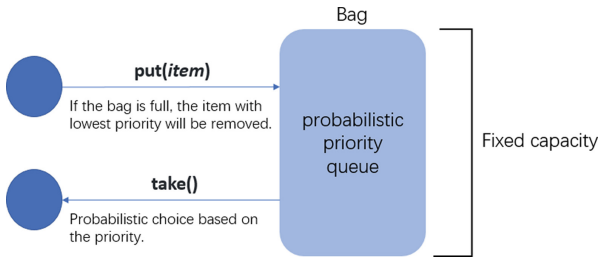 Bag
put(item)
If the bag is full, the item with
lowest priority will be removed.
probabilistic
priority
queue
Fixed capacity
take()
Probabilistic choice based on
the priority.